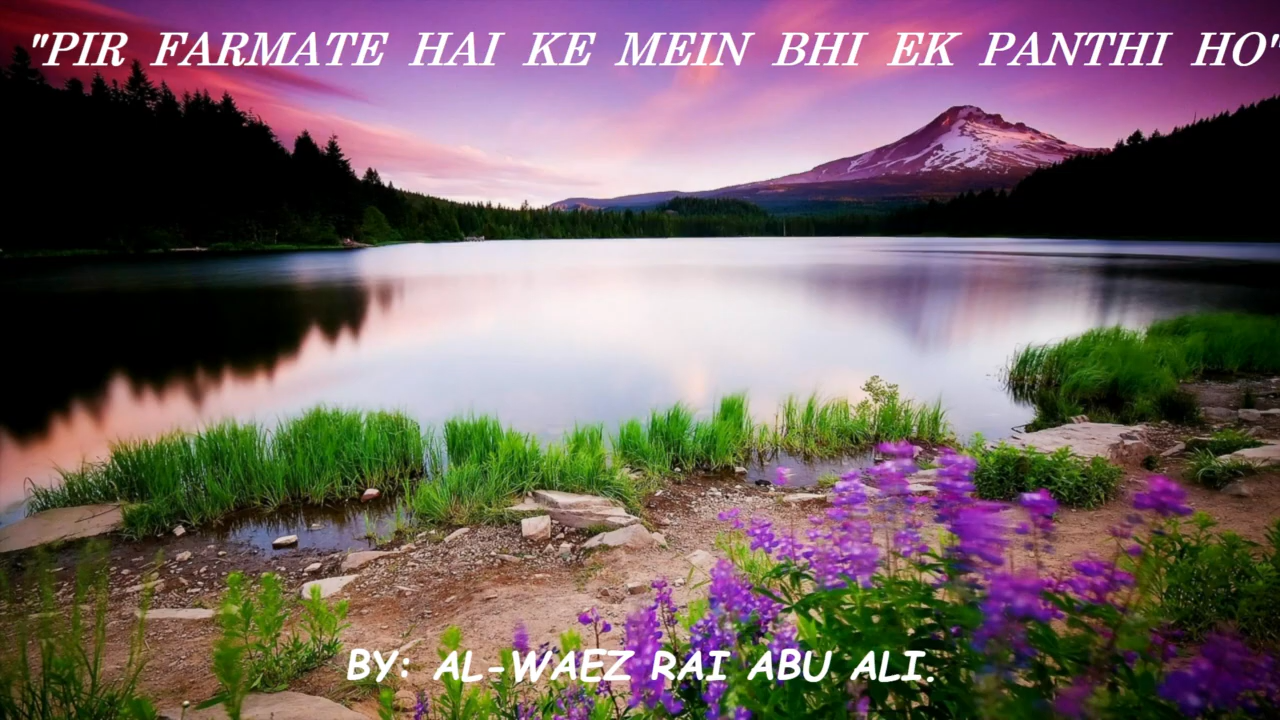 "PIR FARMATE HAI KE MEIN BHI EK PANTHI HO"
BY: AL-WAEZ RAI ABU ALI.